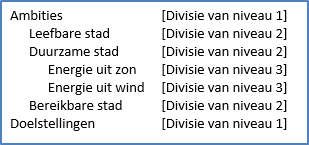 Ambities [Divisie van niveau 1]
Leefbare stad [Divisie van niveau 2]
Duurzame stad [Divisie van niveau 2]
Energie uit zon [Divisie van niveau 3]
Energie uit wind [Divisie van niveau 3]
Bereikbare stad [Divisie van niveau 2]
Doelstellingen [Divisie van niveau 1]